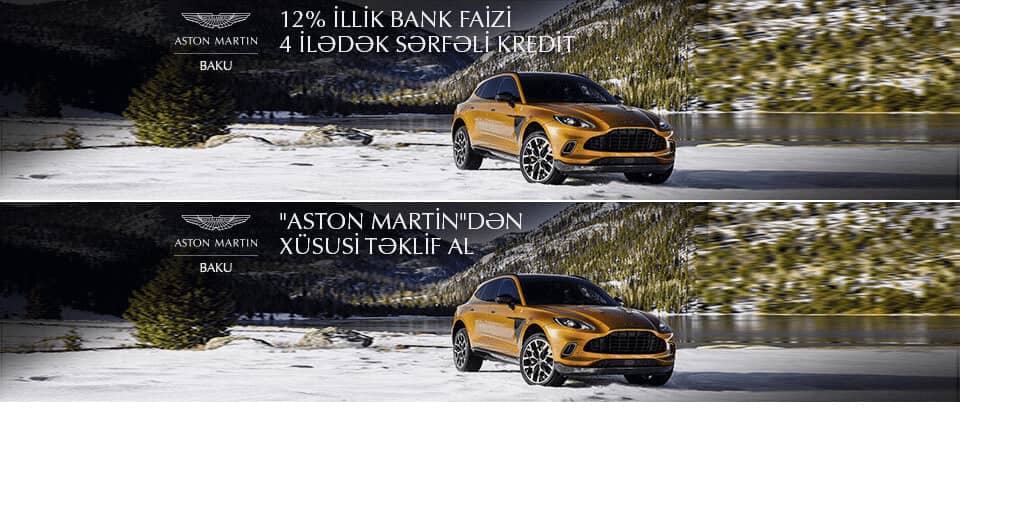 ASTON MARTIN
BAKU
12% İLLİK BANK FAİZİ
4 İLƏDƏK SƏRFƏLİ KREDİT
ASTON MARTIN
BAKU
"ASTON MARTİN"DƏN
XÜSUSİ TƏKLİF AL